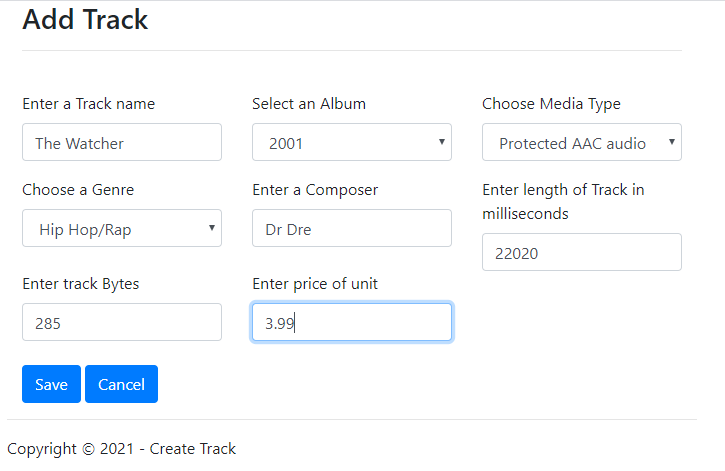 Add Track
Enter a Track name
Select an Album
Choose Media Type
The Watcher
2001
Protected AAC audio
Choose a Genre
Enter a Composer
Enter length of Track in
milliseconds
Hip Hop/Rap
Dr Dre
22020
Enter track Bytes
Enter price of unit
285
3.99
Save
Cancel
Copyright © 2021 - Create Track